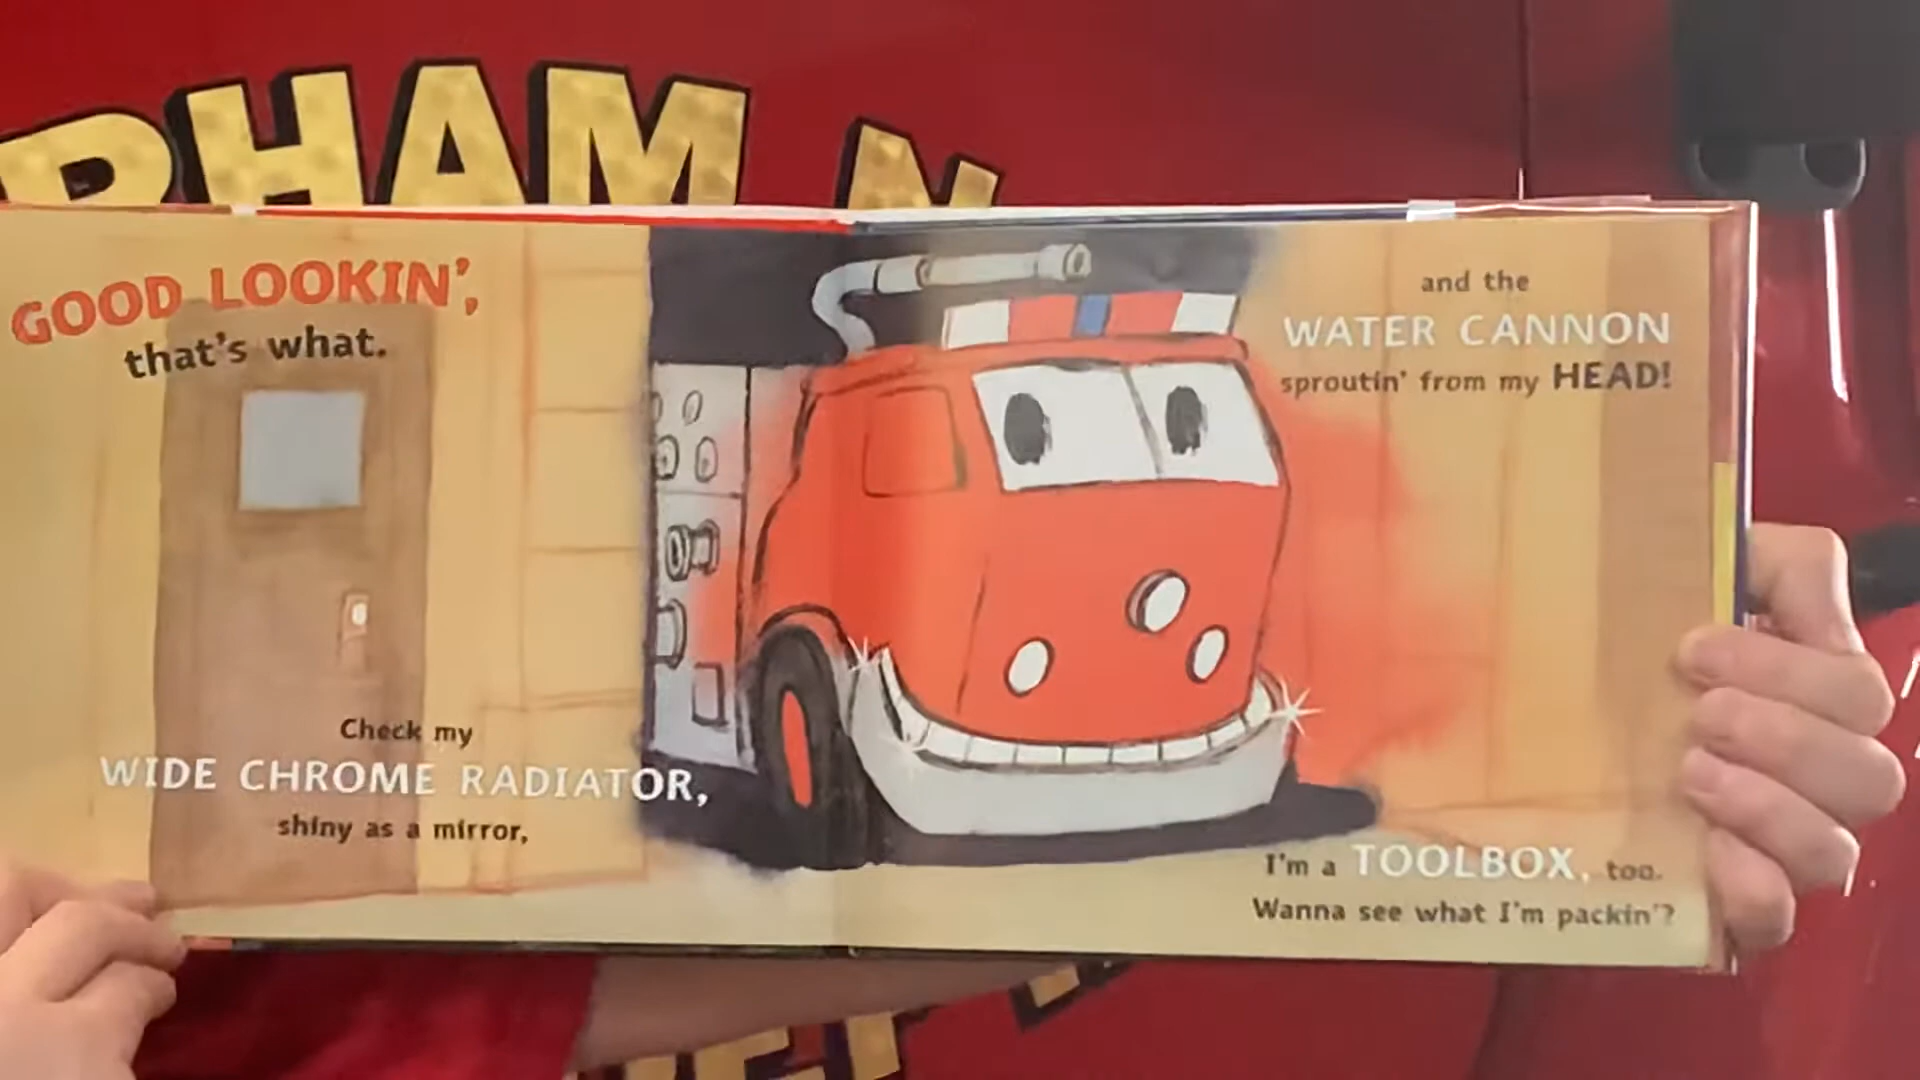 RHAM N
GOOD LOOKIN',
that's what.
Check my
WIDE CHROME RADIATOR,
shiny as a mirror,
and the
WATER CANNON
sproutin' from my HEAD!
I'm a TOOLBOX, too.
Wanna see what I'm packin'?